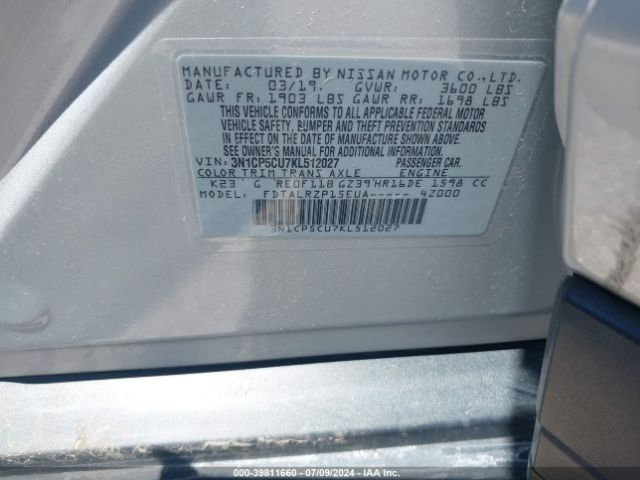 MANUFACTURED BY NISSAN MOTOR CO., LTD.
DATE: 03/19. GVWR: 3600 LBS
GAWR FR: 1903 LBS GAWR RR: 1698 LBS
THIS VEHICLE CONFORMS TO ALL APPLICABLE FEDERAL MOTOR
VEHICLE SAFETY, BUMPER AND THEFT PREVENTION STANDARDS
IN EFFECT ON THE DATE OF MANUFACTURE SHOWN ABOVE.
SEE OWNER'S MANUAL FOR MORE INFORMATION.
VIN: 3N1CP5CU7KL512027 PASSENGER CAR.
COLOR TRIM TRANS AXLE ENGINE
K23 G RE0F11B GZ39 HR16DE 1598 CC
MODEL: FDTALRZP15EUA----- 4Z000
3N1CP5CU7KL512027
000-39811660 - 07/09/2024 - IAA Inc.